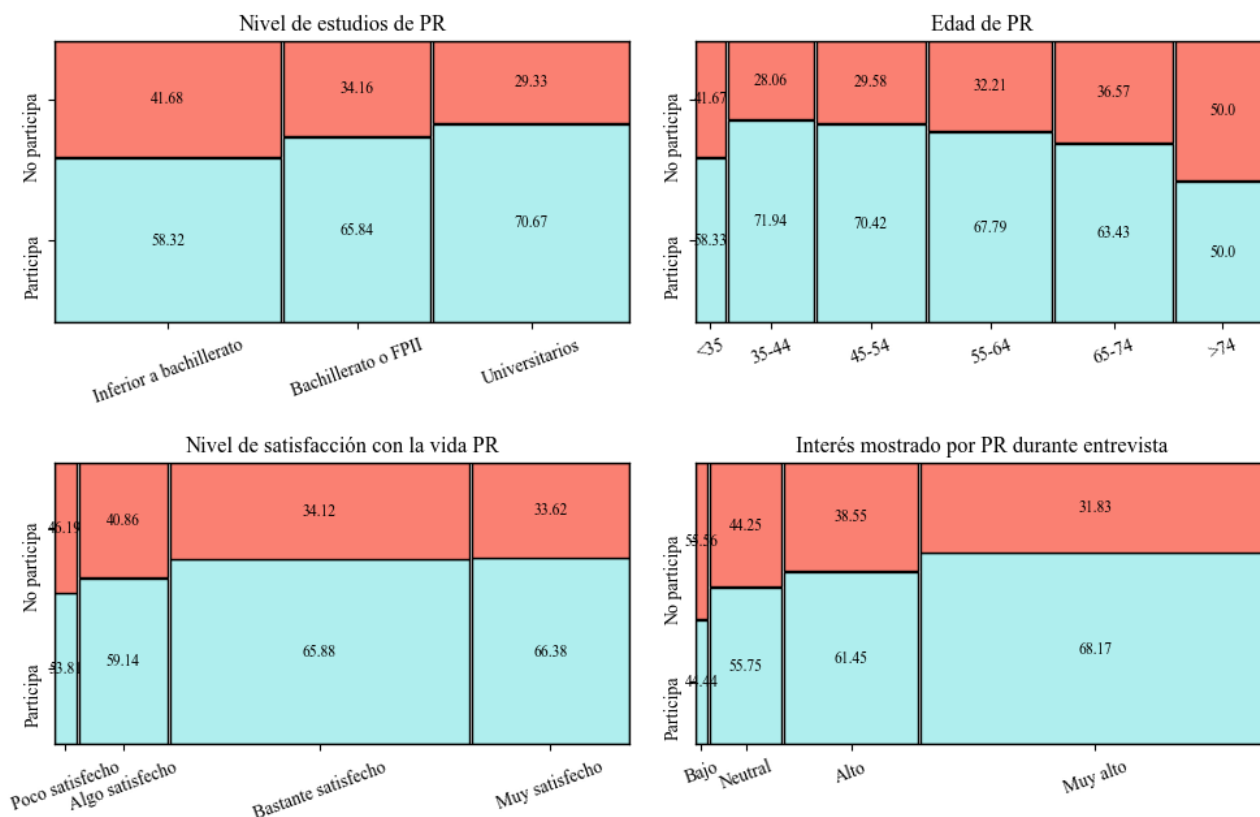 Nivel de estudios de PR
No participa
Participa
41.68
34.16
29.33
58.32
65.84
70.67
Inferior a bachillerato
Bachillerato o FPII
Universitarios
Edad de PR
No participa
Participa
41.67
28.06
29.58
32.21
36.57
50.0
58.33
71.94
70.42
67.79
63.43
50.0
<35
35-44
45-54
55-64
65-74
>74
Nivel de satisfacción con la vida PR
No participa
Participa
46.19
40.86
34.12
33.62
53.81
59.14
65.88
66.38
Poco satisfecho
Algo satisfecho
Bastante satisfecho
Muy satisfecho
Interés mostrado por PR durante entrevista
No participa
Participa
55.56
44.25
38.55
31.83
44.44
55.75
61.45
68.17
Bajo
Neutral
Alto
Muy alto